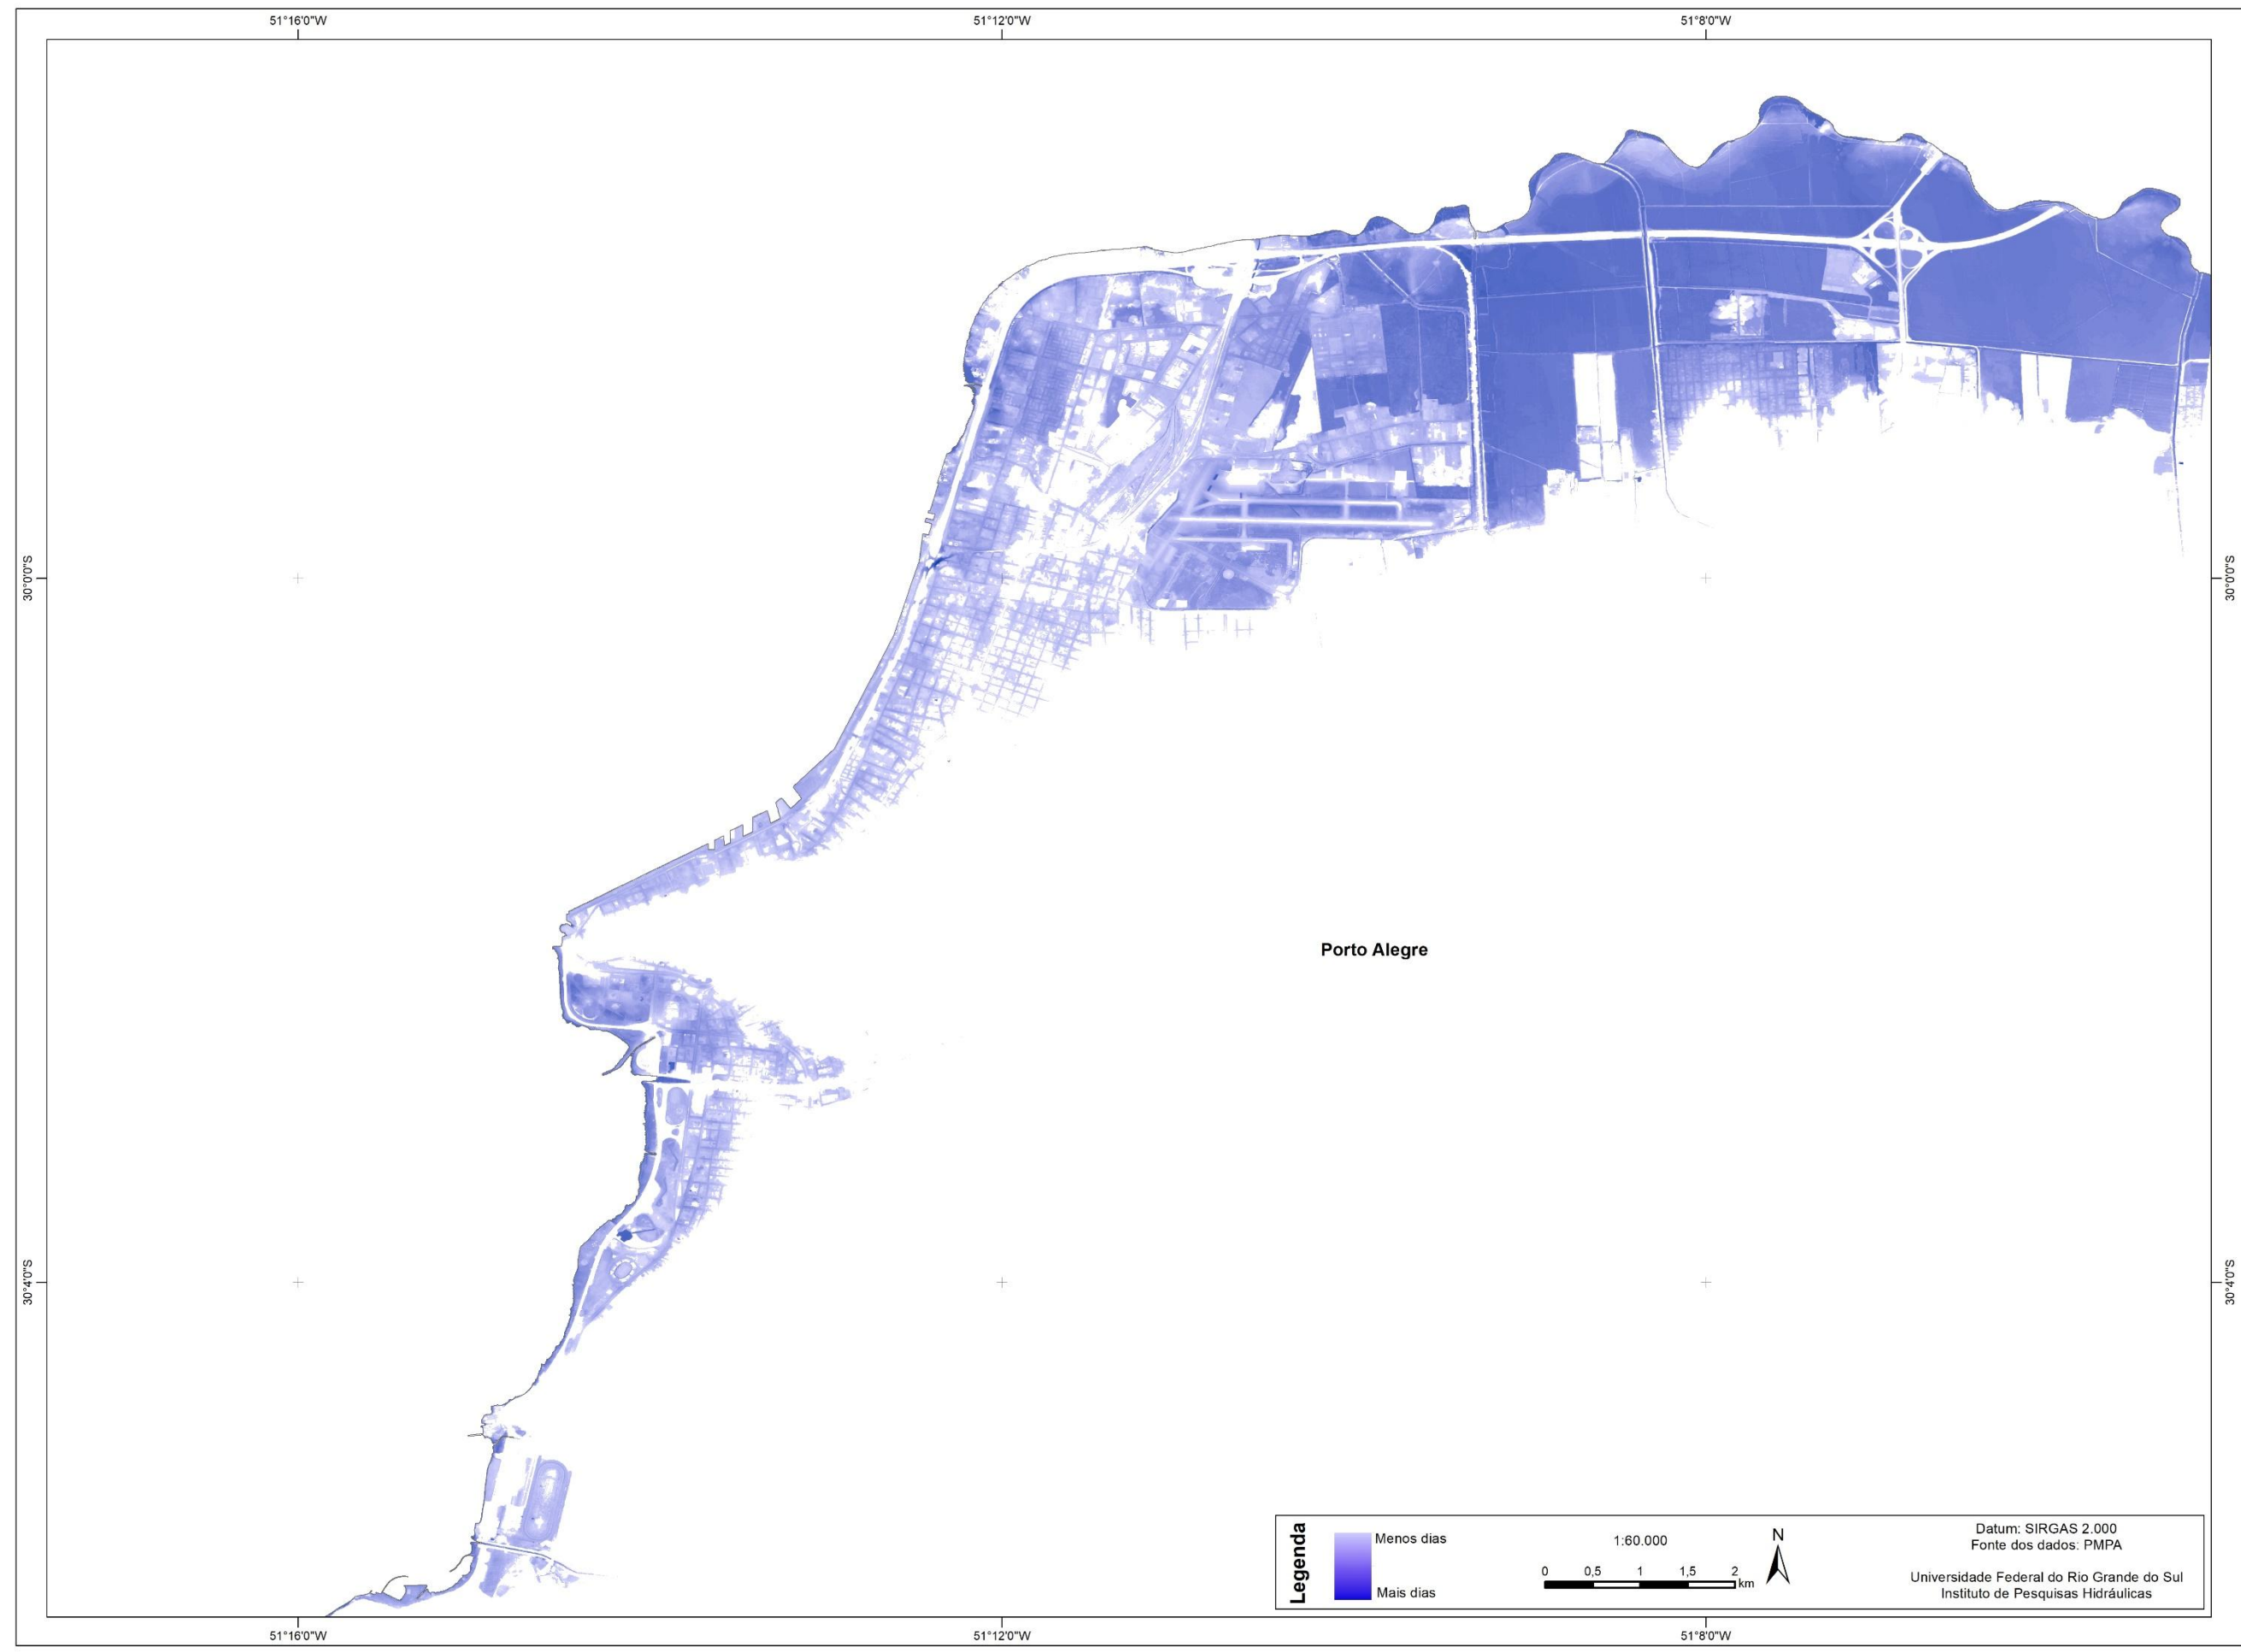 51°16'0"W
51°12'0"W
51°8'0"W
30°0'0"S
30°0'0"S
Porto Alegre
30°4'0"S
30°4'0"S
Legenda
Menos dias
Mais dias
1:60.000
0 0,5 1 1,5 2
km
N
Datum: SIRGAS 2.000
Fonte dos dados: PMPA
Universidade Federal do Rio Grande do Sul
Instituto de Pesquisas Hidráulicas
51°16'0"W
51°12'0"W
51°8'0"W